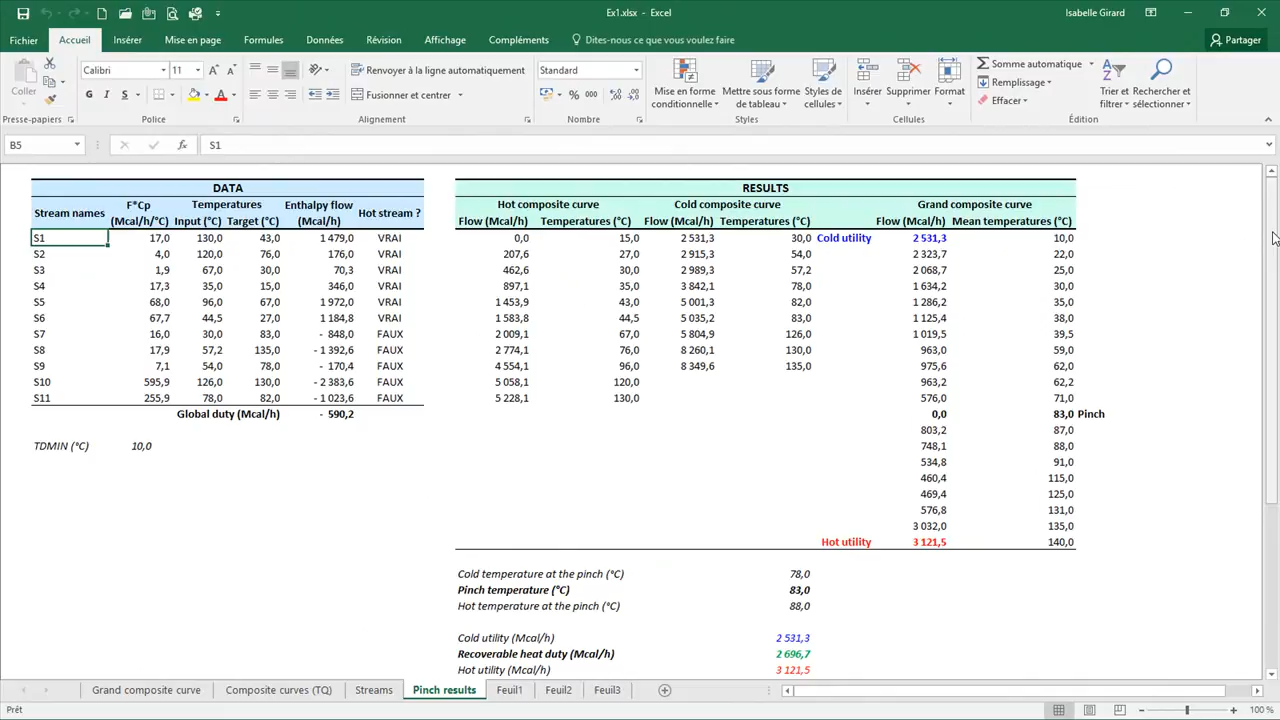 Ex1.xlsx - Excel
Isabelle Girard
Fichier Accueil Insérer Mise en page Formules Données Révision Affichage Compléments Dites-nous ce que vous voulez faire Partager
Coller
Calibri 11
G N S A
Renvoyer à la ligne automatiquement
Fusionner et centrer
Standard
% 000
Mise en forme conditionnelle
Mettre sous forme de tableau
Styles de cellules
Insérer Supprimer Format
Somme automatique
Remplissage
Effacer
Trier et filtrer
Rechercher et sélectionner
Presse-papiers Police Alignement Nombre Styles Cellules Édition
B5 fx S1
DATA
Stream names F*Cp (Mcal/h/°C) Temperatures Input (°C) Target (°C) Enthalpy flow (Mcal/h) Hot stream ?
S1 17,0 130,0 43,0 1 479,0 VRAI
S2 4,0 120,0 76,0 176,0 VRAI
S3 1,9 67,0 30,0 70,3 VRAI
S4 17,3 35,0 15,0 346,0 VRAI
S5 68,0 96,0 67,0 1 972,0 VRAI
S6 67,7 44,5 27,0 1 184,8 VRAI
S7 16,0 30,0 83,0 - 848,0 FAUX
S8 17,9 57,2 135,0 - 1 392,6 FAUX
S9 7,1 54,0 78,0 - 170,4 FAUX
S10 595,9 126,0 130,0 - 2 383,6 FAUX
S11 255,9 78,0 82,0 - 1 023,6 FAUX
Global duty (Mcal/h) - 590,2
TDMIN (°C) 10,0
RESULTS
Hot composite curve Cold composite curve Grand composite curve
Flow (Mcal/h) Temperatures (°C) Flow (Mcal/h) Temperatures (°C) Flow (Mcal/h) Mean temperatures (°C)
0,0 15,0 2 531,3 30,0 Cold utility 2 531,3 10,0
207,6 27,0 2 915,3 54,0 2 323,7 22,0
462,6 30,0 2 989,3 57,2 2 068,7 25,0
897,1 35,0 3 842,1 78,0 1 634,2 30,0
1 453,9 43,0 5 001,3 82,0 1 286,2 35,0
1 583,8 44,5 5 035,2 83,0 1 125,4 38,0
2 009,1 67,0 5 804,9 126,0 1 019,5 39,5
2 774,1 76,0 8 260,1 130,0 963,0 59,0
4 554,1 96,0 8 349,6 135,0 975,6 62,0
5 058,1 120,0 963,2 62,2
5 228,1 130,0 576,0 71,0
0,0 83,0 Pinch
803,2 87,0
748,1 88,0
534,8 91,0
460,4 115,0
469,4 125,0
576,8 131,0
3 032,0 135,0
Hot utility 3 121,5 140,0
Cold temperature at the pinch (°C) 78,0
Pinch temperature (°C) 83,0
Hot temperature at the pinch (°C) 88,0
Cold utility (Mcal/h) 2 531,3
Recoverable heat duty (Mcal/h) 2 696,7
Hot utility (Mcal/h) 3 121,5
Grand composite curve Composite curves (TQ) Streams Pinch results Feuil1 Feuil2 Feuil3
Prêt
100 %